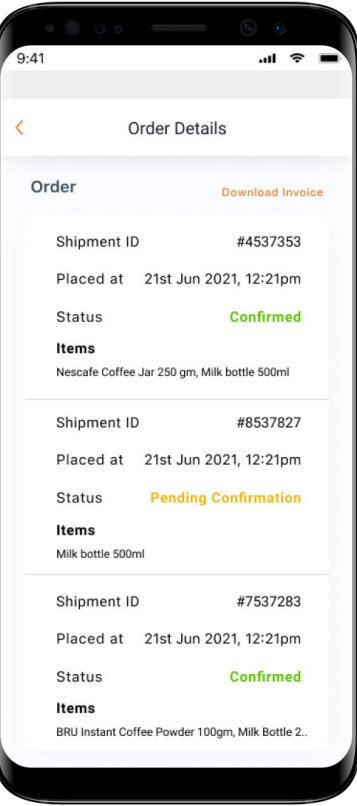 9:41
Order Details
Order
Download Invoice
Shipment ID #4537353
Placed at 21st Jun 2021, 12:21pm
Status Confirmed
Items
Nescafe Coffee Jar 250 gm, Milk bottle 500ml
Shipment ID #8537827
Placed at 21st Jun 2021, 12:21pm
Status Pending Confirmation
Items
Milk bottle 500ml
Shipment ID #7537283
Placed at 21st Jun 2021, 12:21pm
Status Confirmed
Items
BRU Instant Coffee Powder 100gm, Milk Bottle 2..